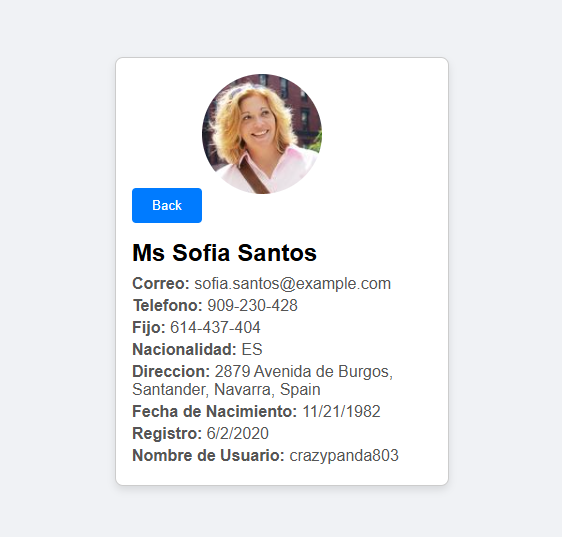 Back
Ms Sofia Santos
Correo: sofia.santos@example.com
Telefono: 909-230-428
Fijo: 614-437-404
Nacionalidad: ES
Direccion: 2879 Avenida de Burgos,
Santander, Navarra, Spain
Fecha de Nacimiento: 11/21/1982
Registro: 6/2/2020
Nombre de Usuario: crazypanda803